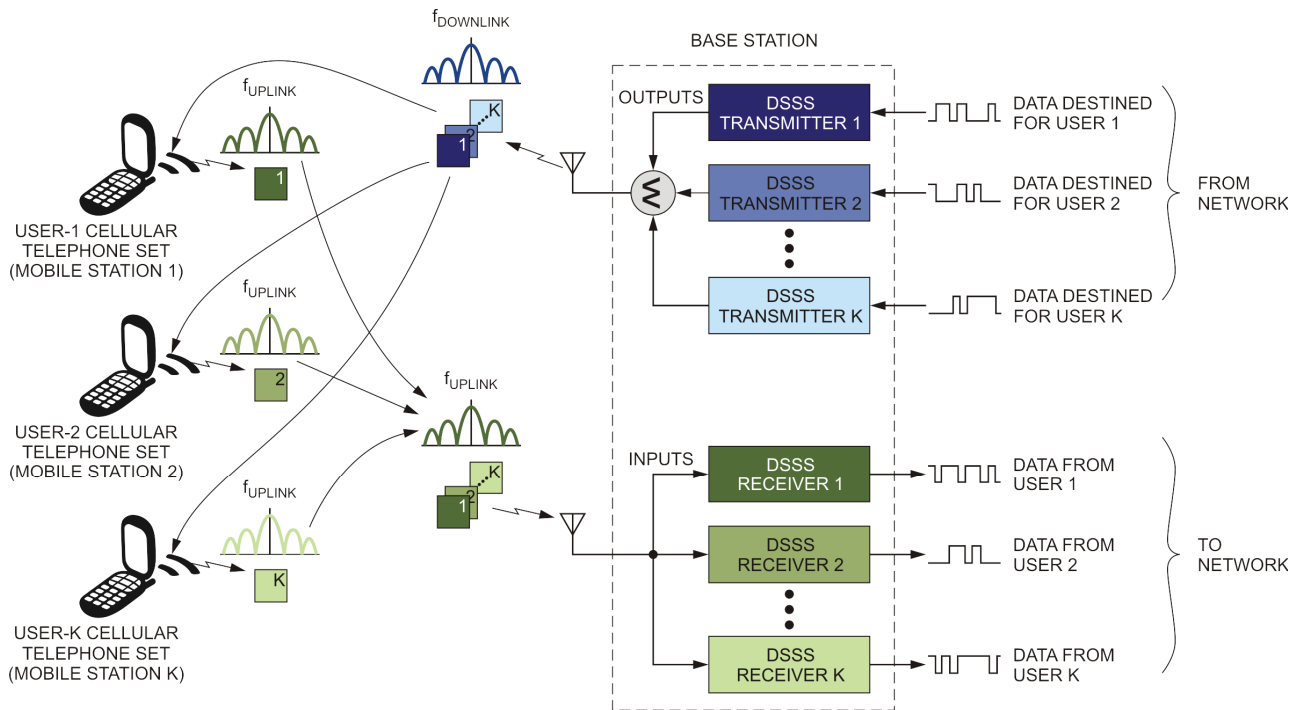 fDOWNLINK
BASE STATION
fUPLINK
K
2
1
1
OUTPUTS
DSSS
TRANSMITTER 1
DATA DESTINED
FOR USER 1
DSSS
TRANSMITTER 2
DATA DESTINED
FOR USER 2
FROM
NETWORK
Σ
USER-1 CELLULAR
TELEPHONE SET
(MOBILE STATION 1)
DSSS
TRANSMITTER K
DATA DESTINED
FOR USER K
fUPLINK
2
USER-2 CELLULAR
TELEPHONE SET
(MOBILE STATION 2)
fUPLINK
K
2
1
INPUTS
DSSS
RECEIVER 1
DATA FROM
USER 1
DSSS
RECEIVER 2
DATA FROM
USER 2
TO
NETWORK
fUPLINK
K
USER-K CELLULAR
TELEPHONE SET
(MOBILE STATION K)
DSSS
RECEIVER K
DATA FROM
USER K